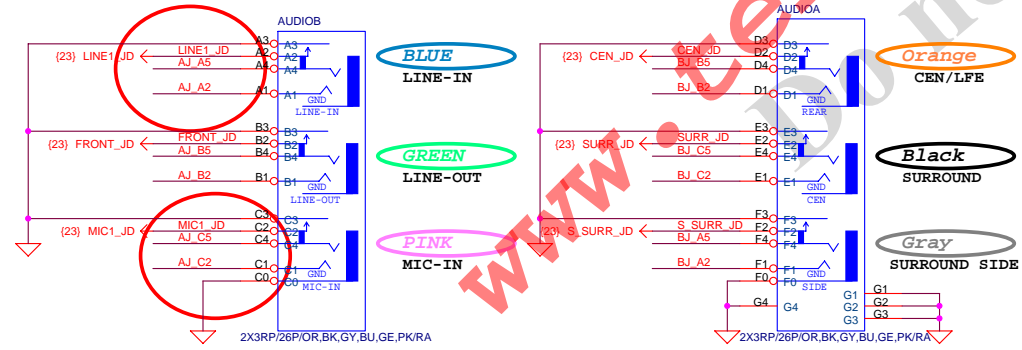 AUDIOB
A3 A3
{23} LINE1_JD LINE1_JD A2 A2
AJ_A5 A4 A4
AJ_A2 A1 A1
GND
LINE-IN
BLUE
LINE-IN
B3 B3
{23} FRONT_JD FRONT_JD B2 B2
AJ_B5 B4 B4
AJ_B2 B1 B1
GND
LINE-OUT
GREEN
LINE-OUT
C3 C3
{23} MIC1_JD MIC1_JD C2 C2
AJ_C5 C4 C4
AJ_C2 C1 C1
GND
C0 C0
MIC-IN
PINK
MIC-IN
2X3RP/26P/OR,BK,GY,BU,GE,PK/RA
AUDIOA
D3 D3
{23} CEN_JD CEN_JD D2 D2
BJ_B5 D4 D4
BJ_B2 D1 D1
GND
REAR
Orange
CEN/LFE
E3 E3
{23} SURR_JD SURR_JD E2 E2
BJ_C5 E4 E4
BJ_C2 E1 E1
GND
CEN
Black
SURROUND
F3 F3
{23} S_SURR_JD S_SURR_JD F2 F2
BJ_A5 F4 F4
BJ_A2 F1 F1
GND
F0 F0
SIDE
Gray
SURROUND SIDE
G4 G4
G1 G1
G2 G2
G3 G3
2X3RP/26P/OR,BK,GY,BU,GE,PK/RA
www.te
Do no